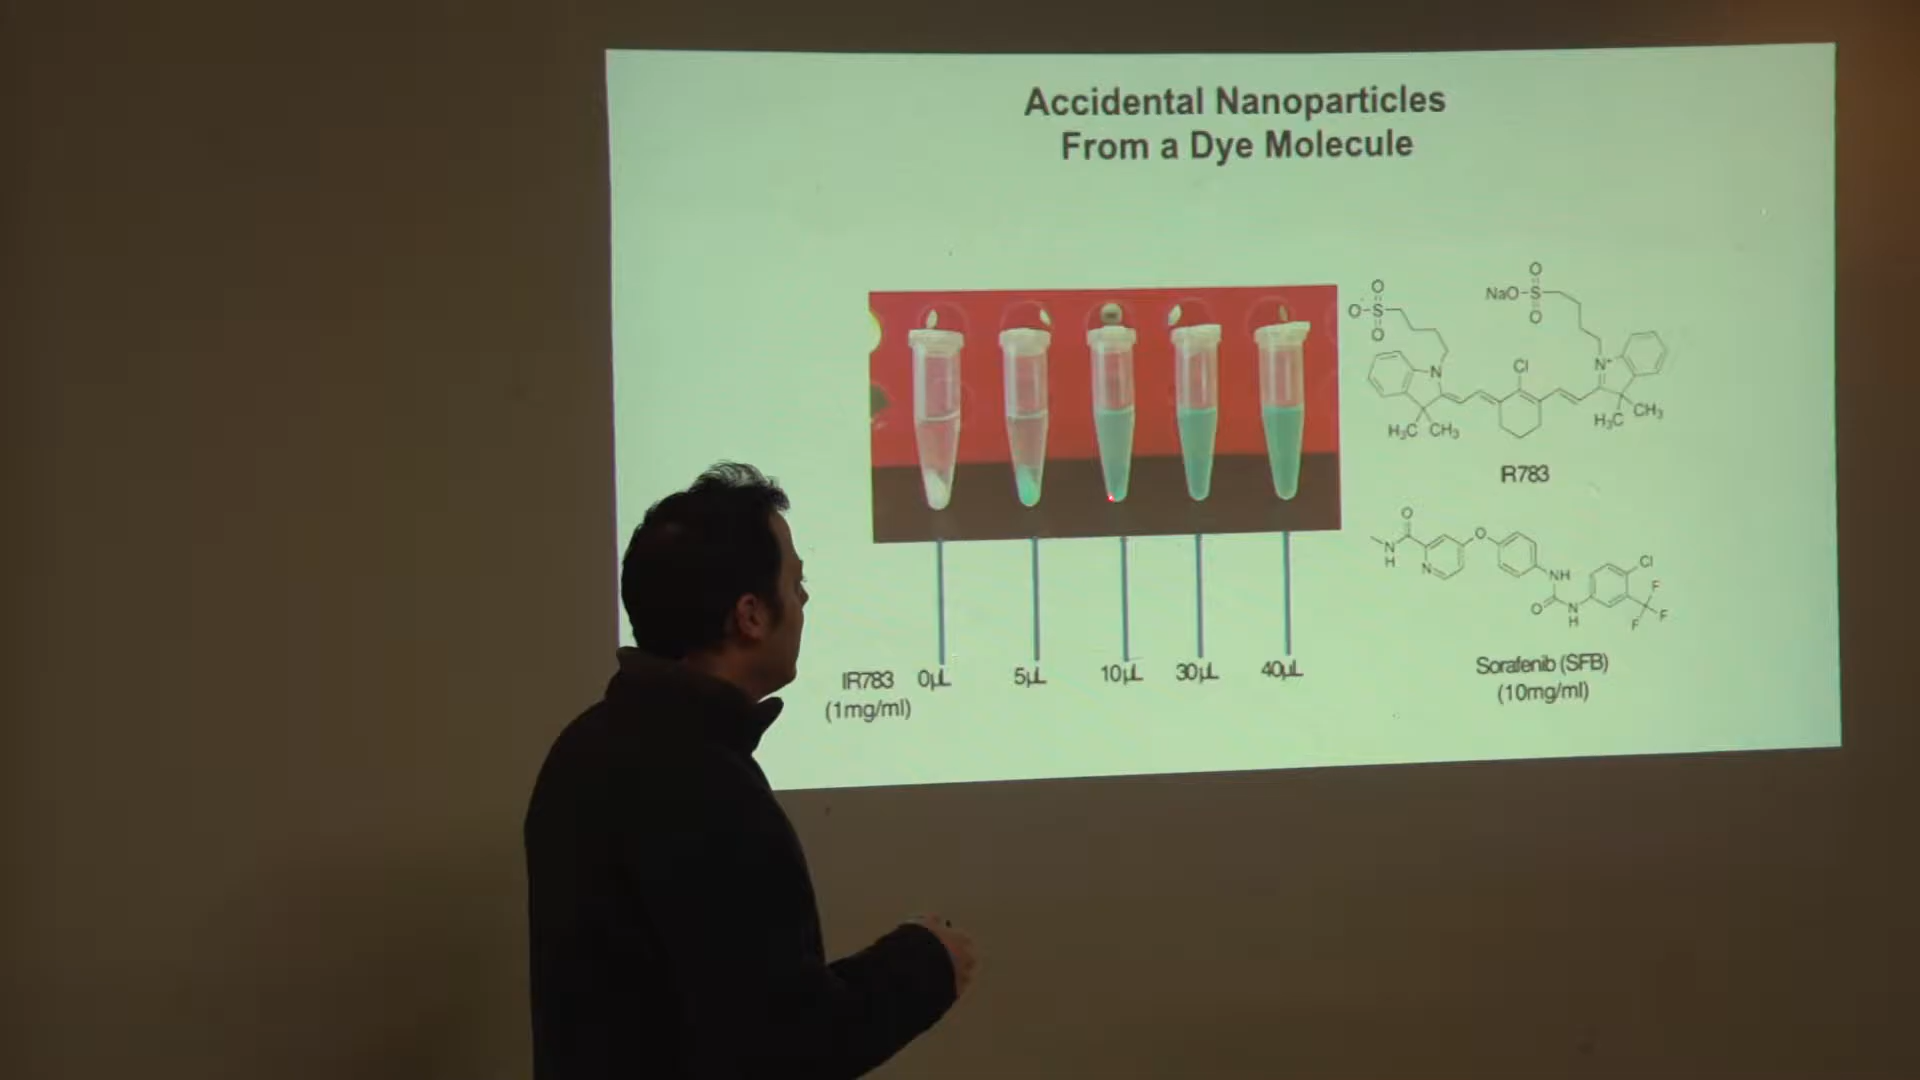 Accidental Nanoparticles
From a Dye Molecule
O
O-S
O
O
NaO-S
O
N
Cl
N+
H₃C CH₃
H₃C CH₃
IR783
O
N
H
N
O
NH
O
N
H
Cl
F
F
F
Sorafenib (SFB)
(10mg/ml)
IR783 0µL 5µL 10µL 30µL 40µL
(1mg/ml)